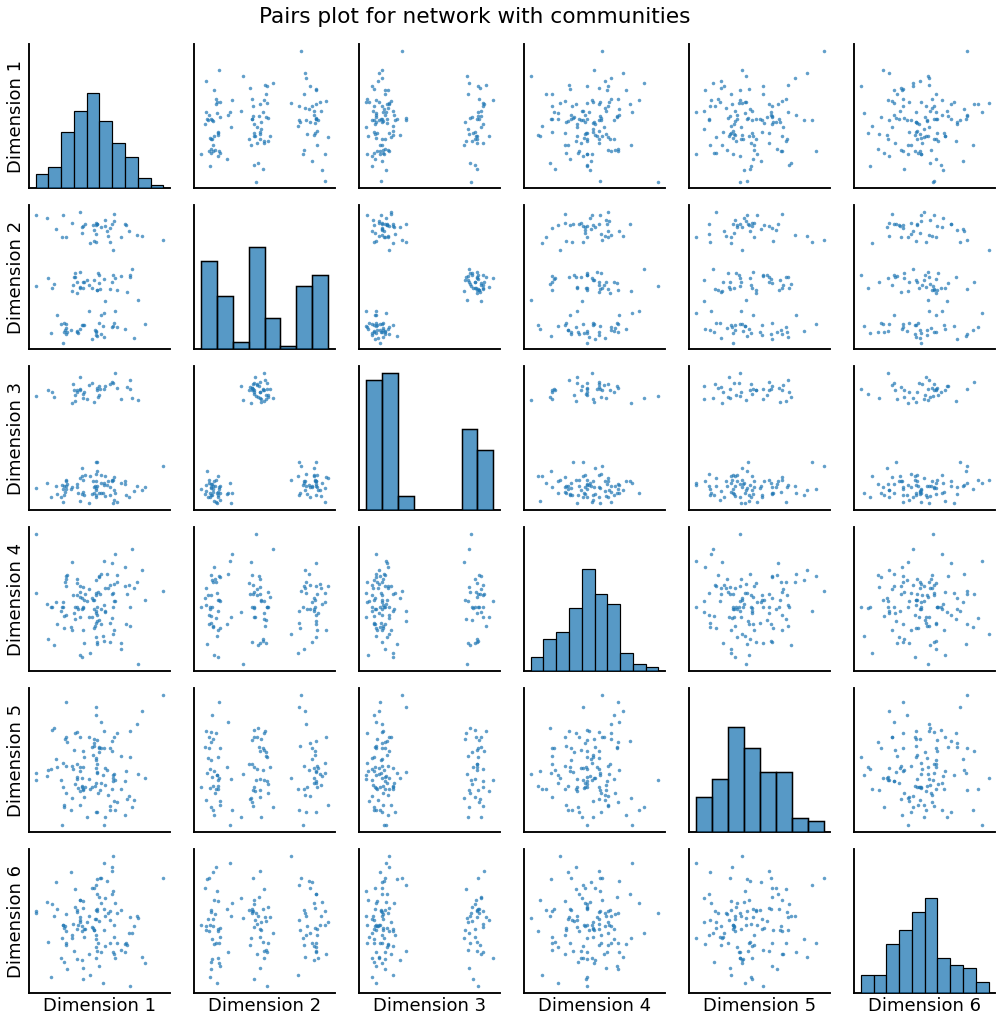 Pairs plot for network with communities
Dimension 1
Dimension 2
Dimension 3
Dimension 4
Dimension 5
Dimension 6
Dimension 1 Dimension 2 Dimension 3 Dimension 4 Dimension 5 Dimension 6